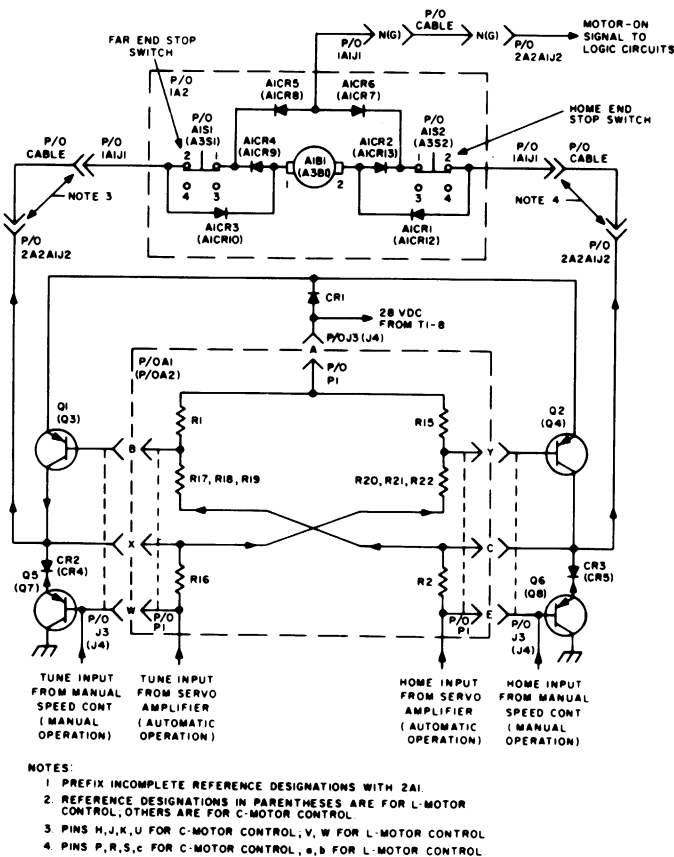 FAR END STOP
SWITCH
P/O
1A1J1
N(G)
P/O
CABLE
N(G)
P/O
2A2A1J2
MOTOR-ON
SIGNAL TO
LOGIC CIRCUITS
P/O
1A2
A1CR5
(A1CR8)
A1CR6
(A1CR7)
HOME END
STOP SWITCH
P/O
A1S1
(A3S1)
A1CR4
(A1CR9)
A1B1
(A3B1)
A1CR2
(A1CR13)
P/O
A1S2
(A3S2)
P/O
CABLE
P/O
1A1J1
2
1
4
3
1
2
1
2
3
4
P/O
1A1J1
P/O
CABLE
NOTE 3
A1CR3
(A1CR10)
A1CR1
(A1CR12)
NOTE 4
P/O
2A2A1J2
P/O
2A2A1J2
CR1
28 VDC
FROM T1-8
P/OJ3 (J4)
A
P/OA1
(P/OA2)
P/O
P1
Q1
(Q3)
R1
R15
Q2
(Q4)
B
Y
R17, R18, R19
R20, R21, R22
X
C
CR2
(CR4)
R16
R2
CR3
(CR5)
Q5
(Q7)
Q6
(Q8)
W
E
P/O
J3
(J4)
P/O
P1
P/O
P1
P/O
J3
(J4)
TUNE INPUT
FROM MANUAL
SPEED CONT
(MANUAL
OPERATION)
TUNE INPUT
FROM SERVO
AMPLIFIER
(AUTOMATIC
OPERATION)
HOME INPUT
FROM SERVO
AMPLIFIER
(AUTOMATIC
OPERATION)
HOME INPUT
FROM MANUAL
SPEED CONT
(MANUAL
OPERATION)
NOTES:
1 PREFIX INCOMPLETE REFERENCE DESIGNATIONS WITH 2A1.
2. REFERENCE DESIGNATIONS IN PARENTHESES ARE FOR L-MOTOR
CONTROL; OTHERS ARE FOR C-MOTOR CONTROL.
3. PINS H,J,K,U FOR C-MOTOR CONTROL; V, W FOR L-MOTOR CONTROL
4. PINS P,R,S,c FOR C-MOTOR CONTROL, a,b FOR L-MOTOR CONTROL